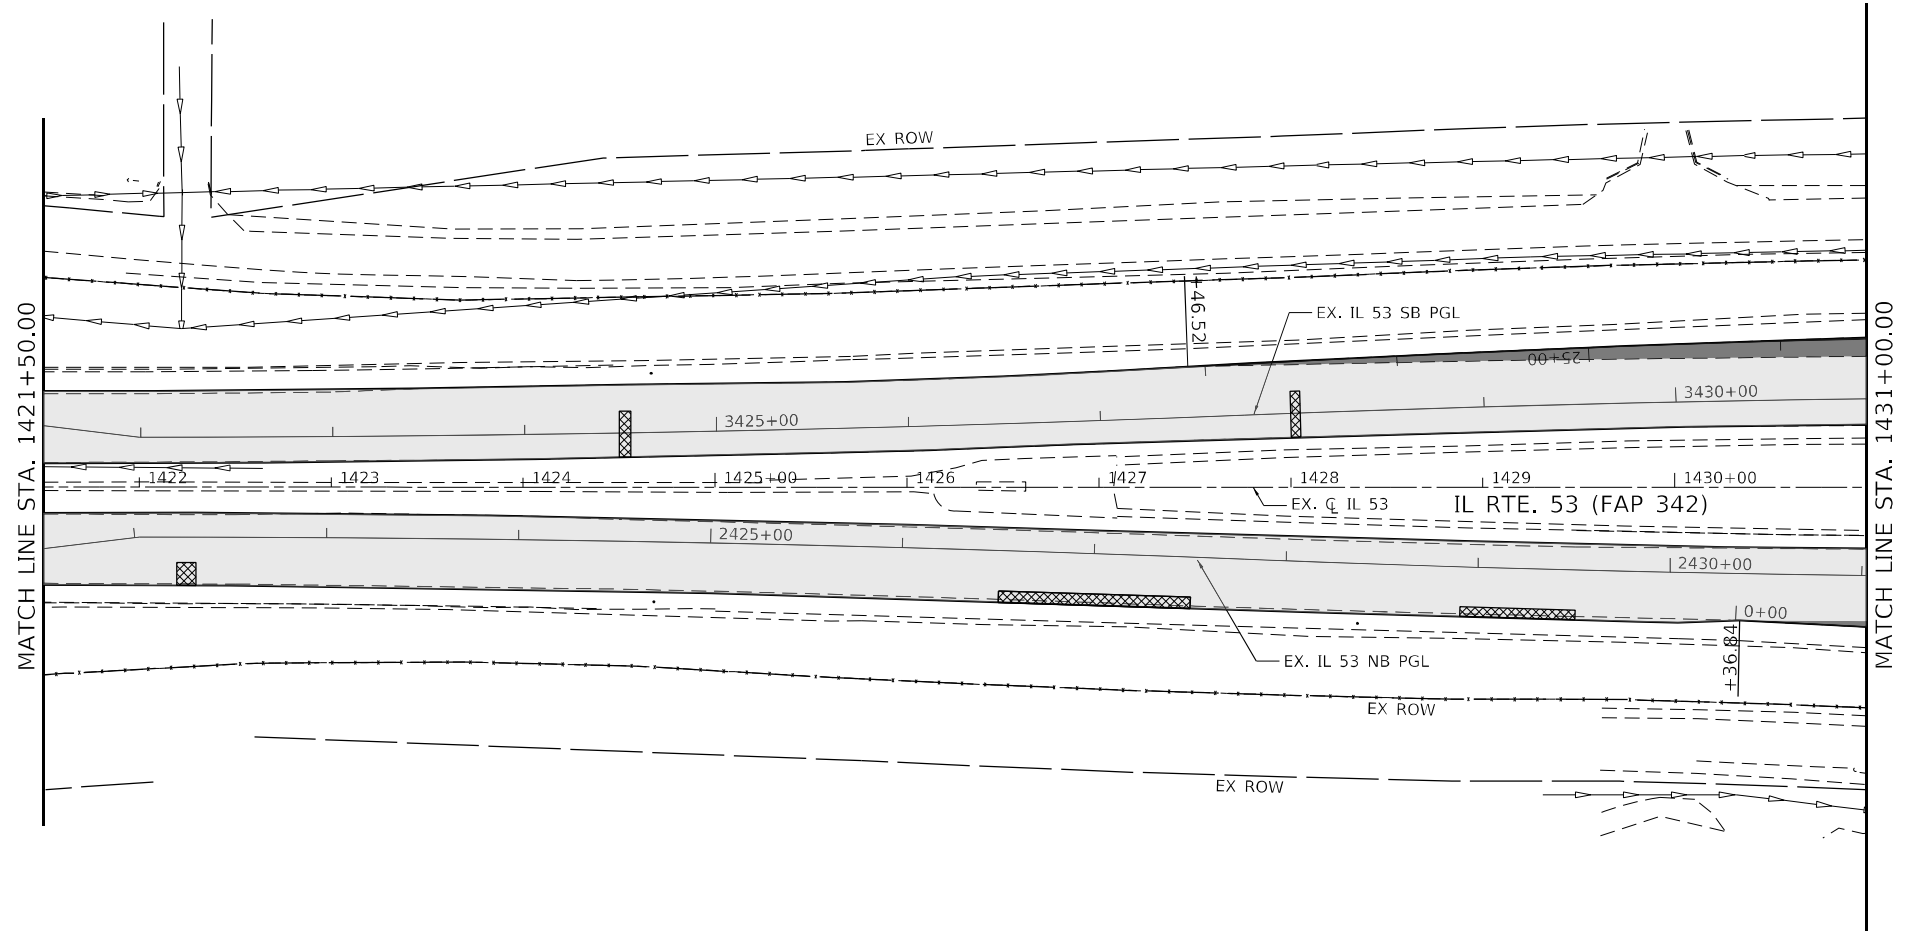 EX ROW
+46.52
EX. IL 53 SB PGL
25+00
3430+00
3425+00
MATCH LINE STA. 1421+50.00
MATCH LINE STA. 1431+00.00
1422
1423
1424
1425+00
1426
1427
1428
1429
1430+00
EX. ℄ IL 53
IL RTE. 53 (FAP 342)
2425+00
2430+00
0+00
+36.84
EX. IL 53 NB PGL
EX ROW
EX ROW